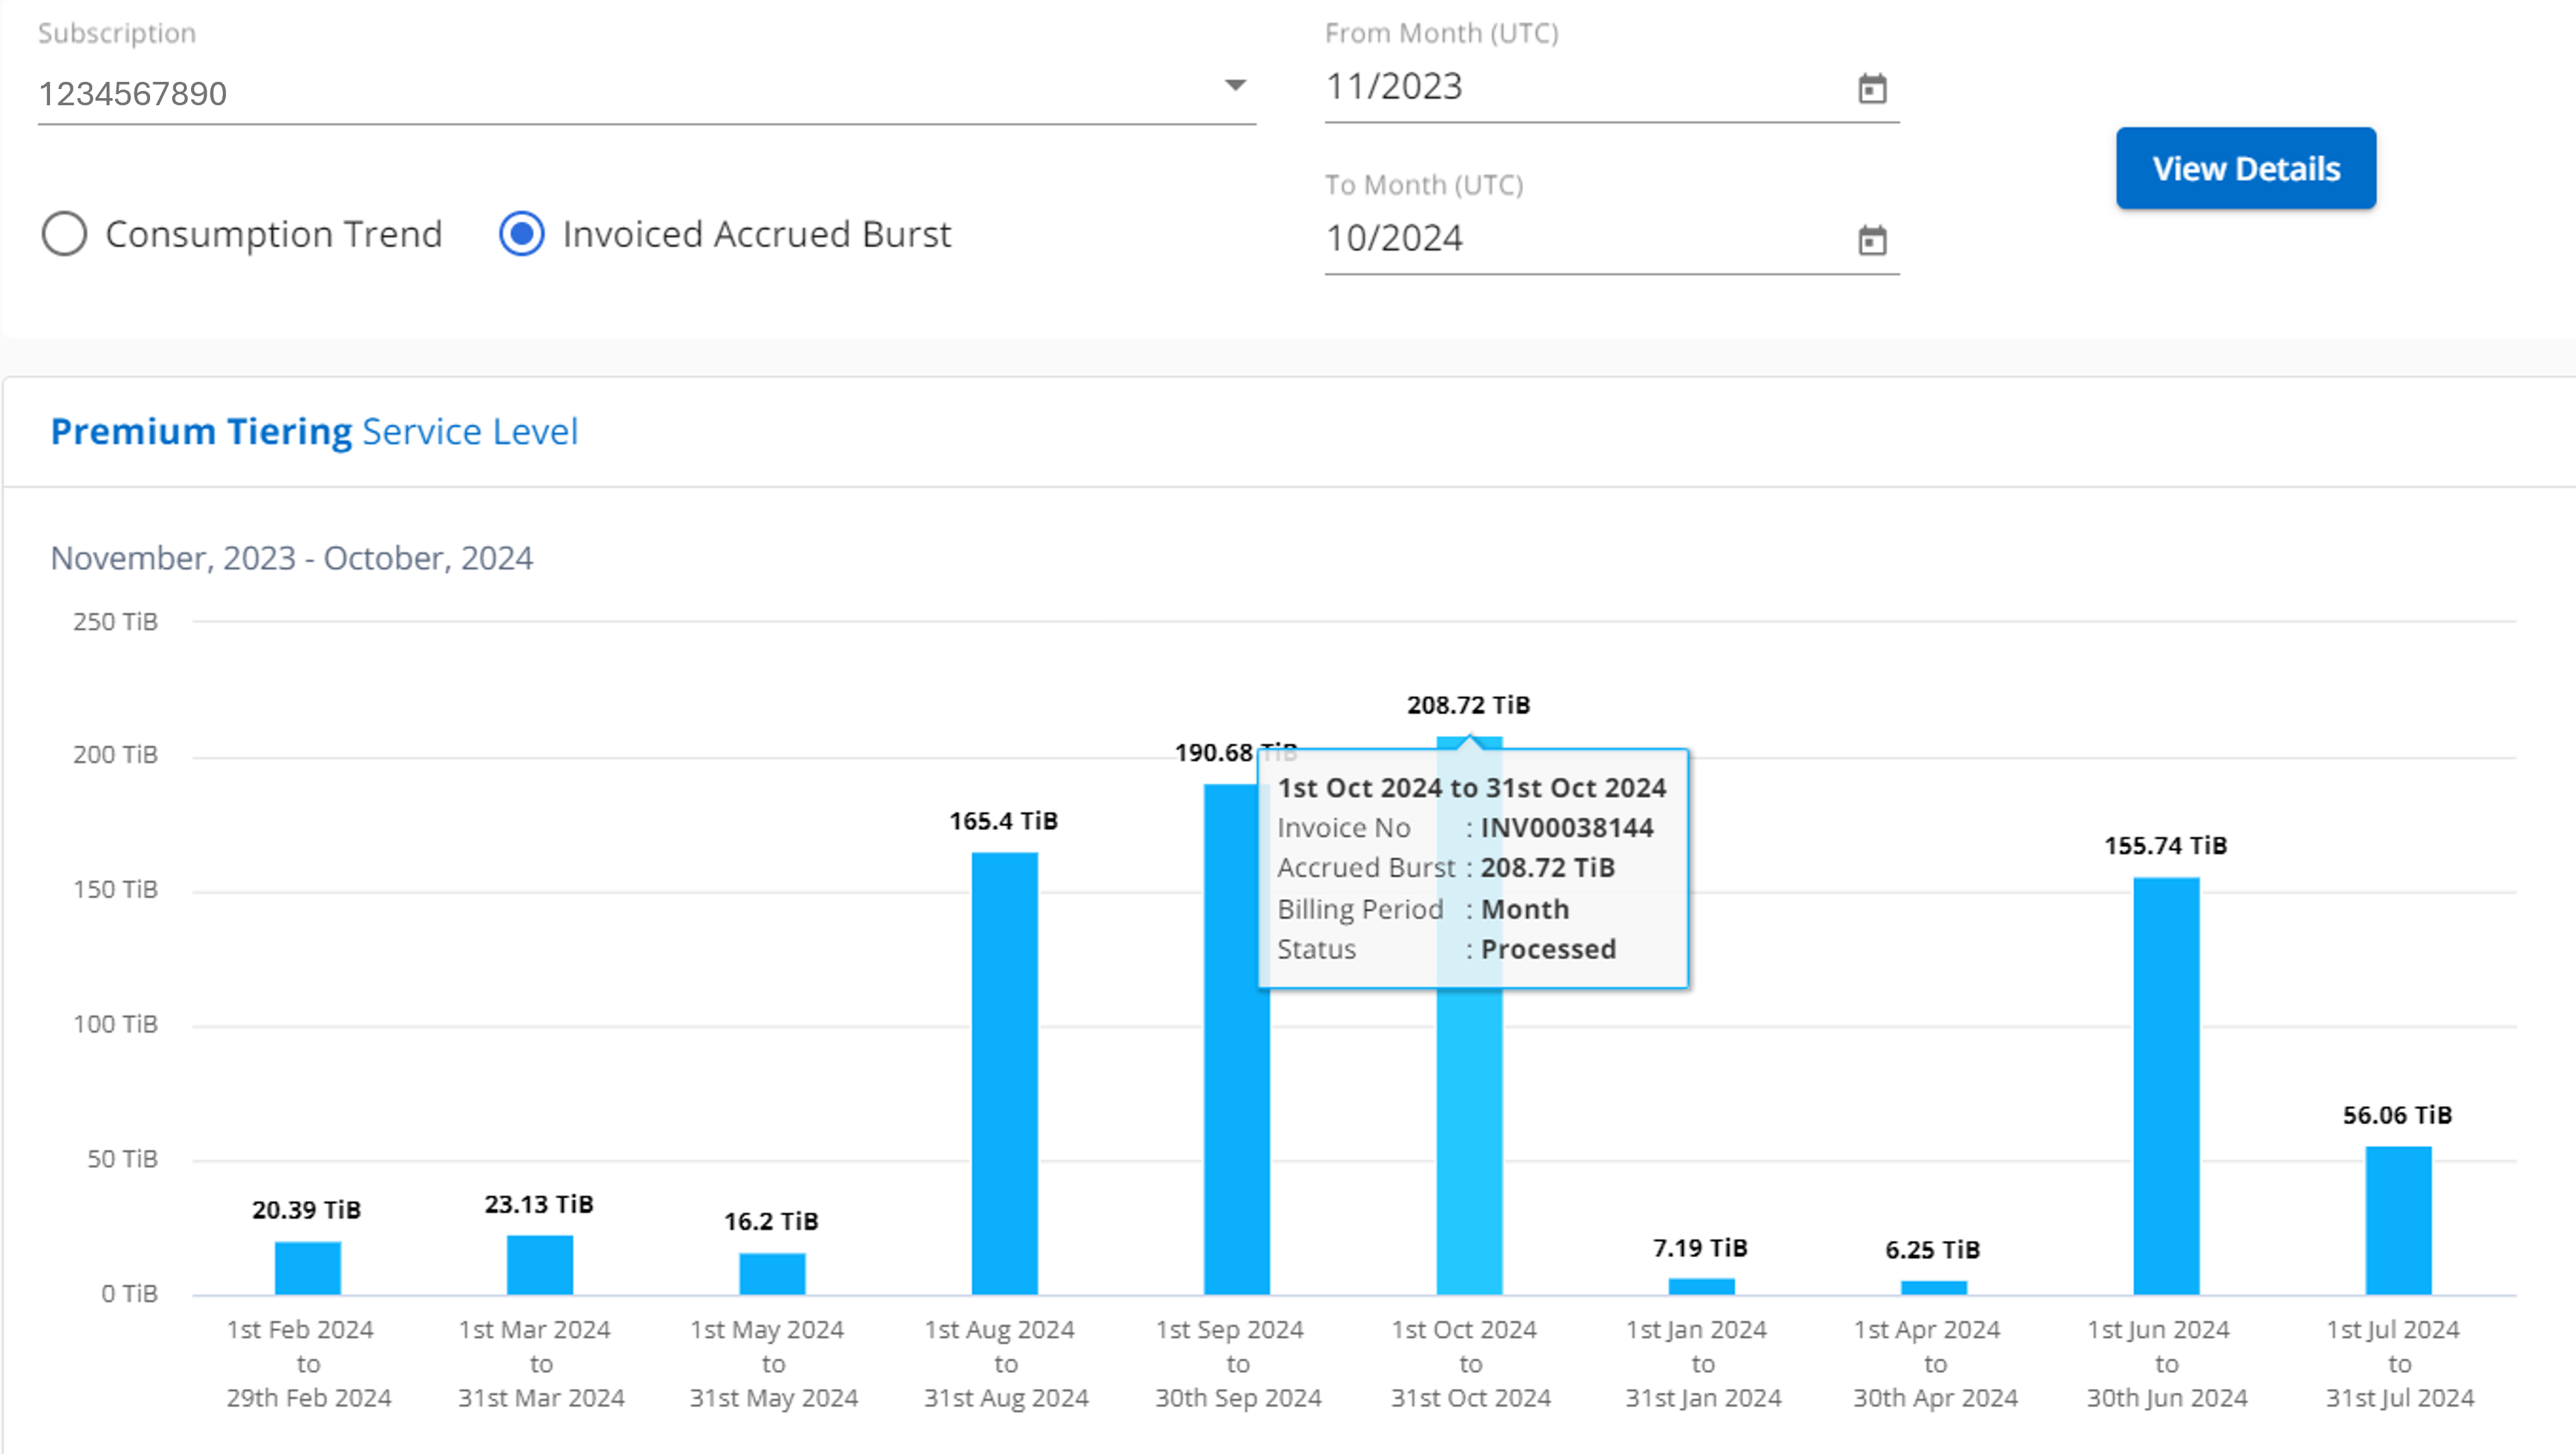 Subscription
1234567890
From Month (UTC)
11/2023
View Details
To Month (UTC)
10/2024
Consumption Trend
Invoiced Accrued Burst
Premium Tiering Service Level
November, 2023 - October, 2024
250 TiB
200 TiB
150 TiB
100 TiB
50 TiB
0 TiB
20.39 TiB
23.13 TiB
16.2 TiB
165.4 TiB
190.68 TiB
208.72 TiB
7.19 TiB
6.25 TiB
155.74 TiB
56.06 TiB
1st Oct 2024 to 31st Oct 2024
Invoice No : INV00038144
Accrued Burst : 208.72 TiB
Billing Period : Month
Status : Processed
1st Feb 2024
to
29th Feb 2024
1st Mar 2024
to
31st Mar 2024
1st May 2024
to
31st May 2024
1st Aug 2024
to
31st Aug 2024
1st Sep 2024
to
30th Sep 2024
1st Oct 2024
to
31st Oct 2024
1st Jan 2024
to
31st Jan 2024
1st Apr 2024
to
30th Apr 2024
1st Jun 2024
to
30th Jun 2024
1st Jul 2024
to
31st Jul 2024